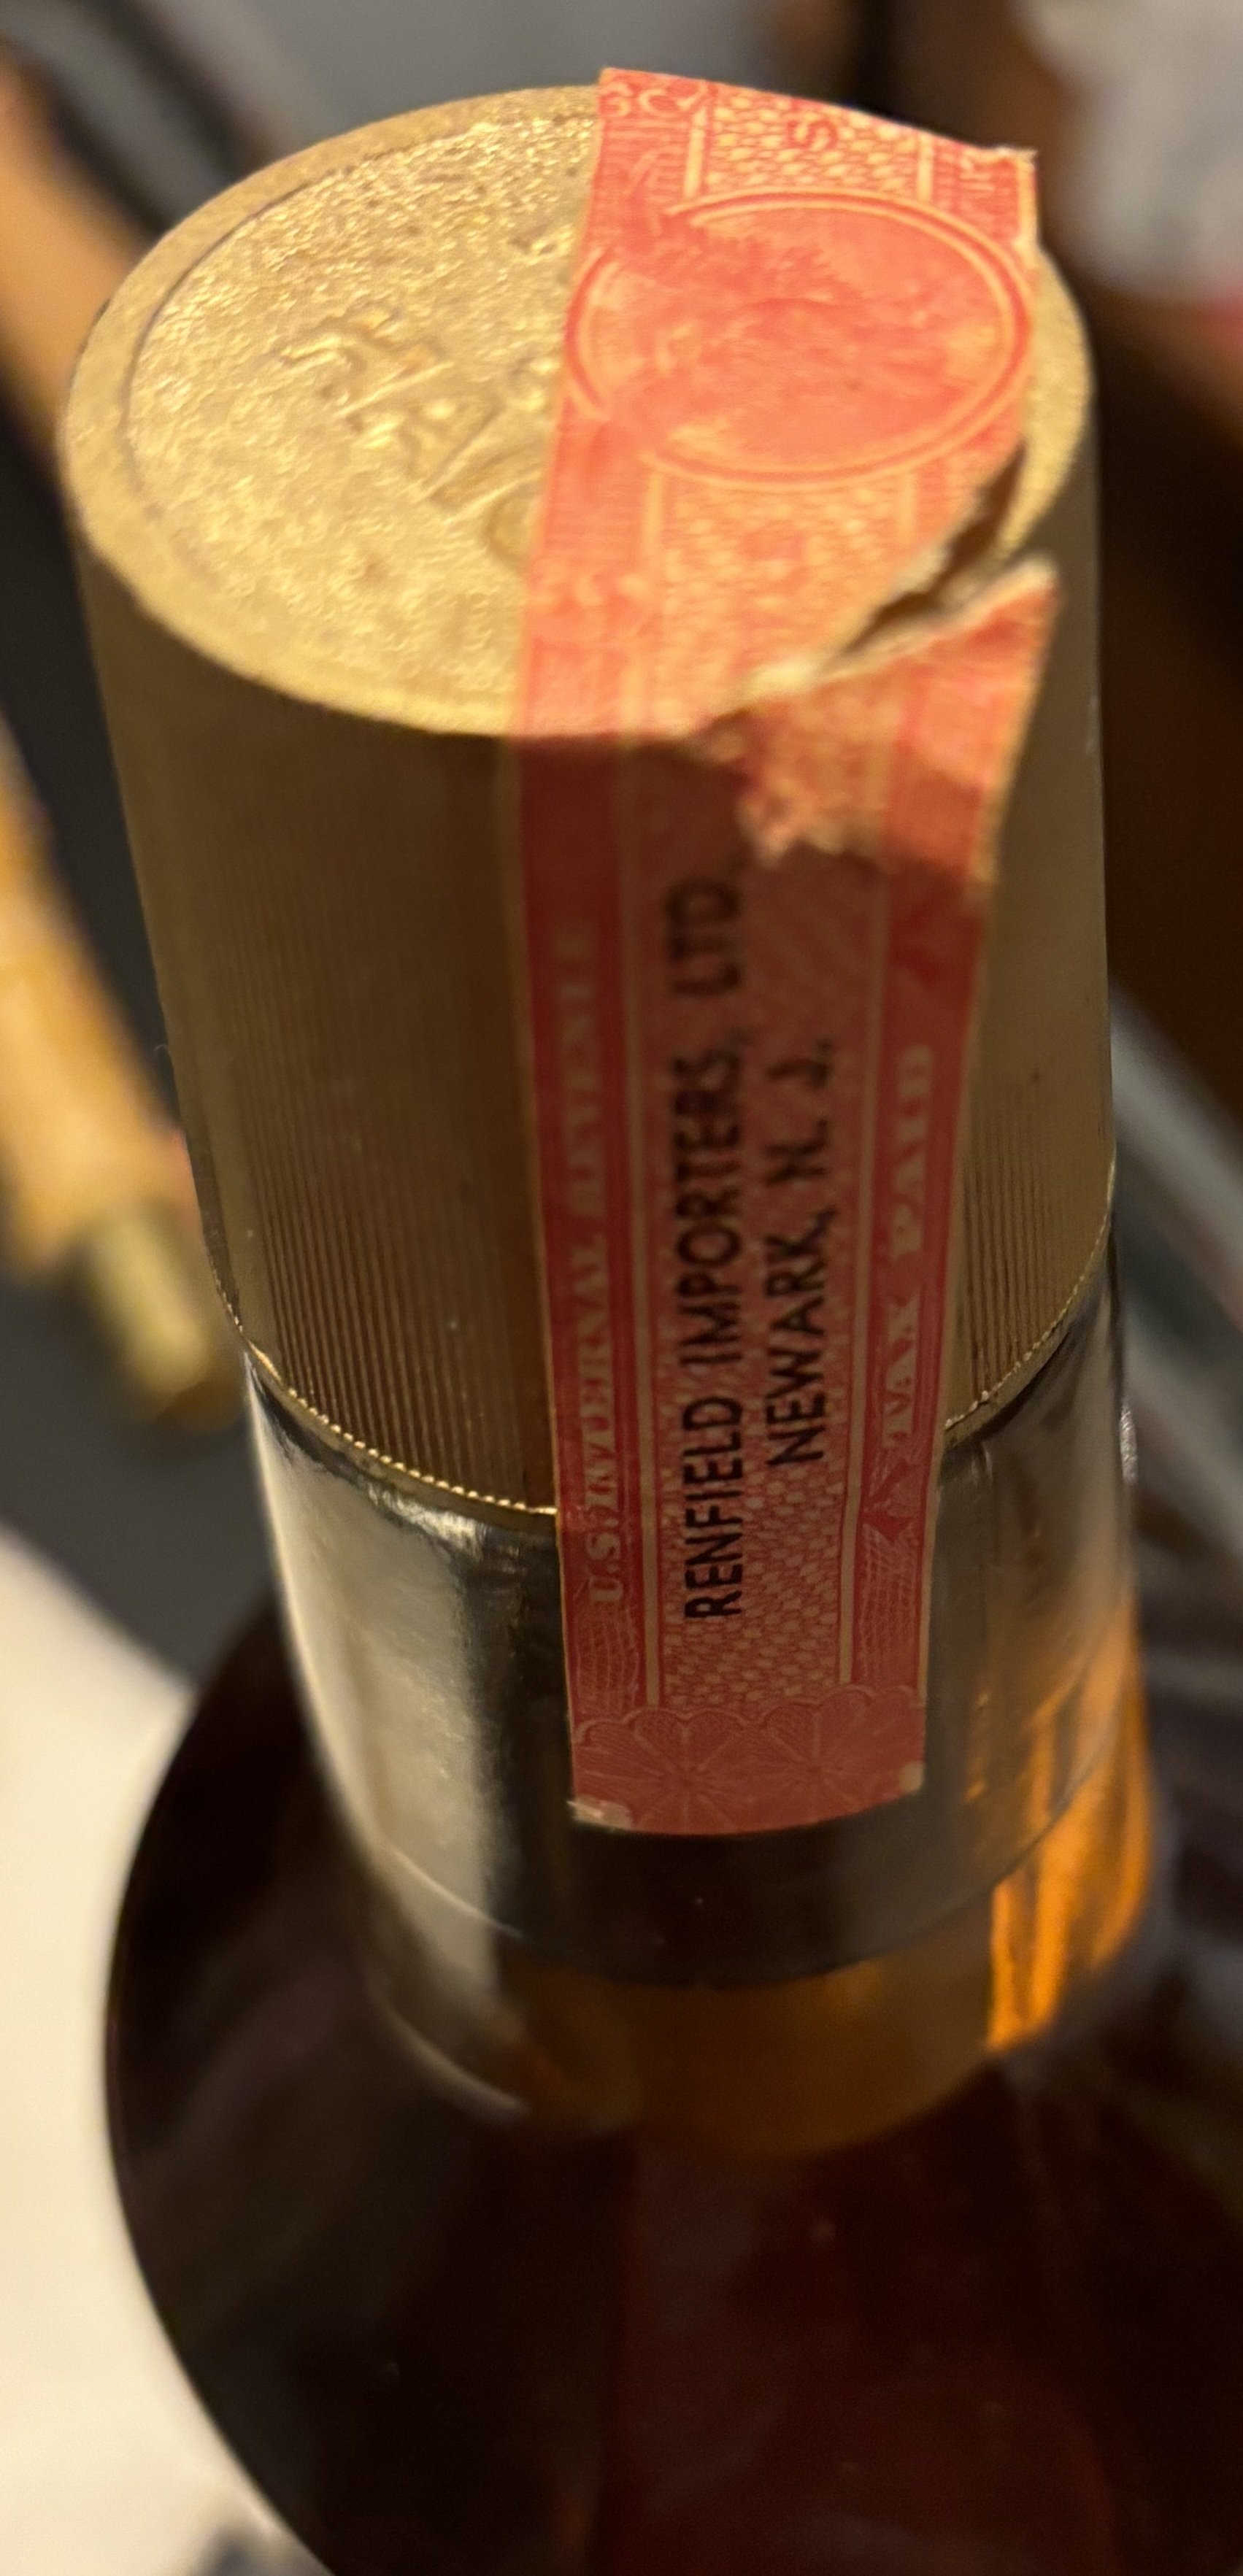 U.S. INTERNAL REVENUE
RENFIELD IMPORTERS, LTD.
NEWARK, N. J.
TAX PAID